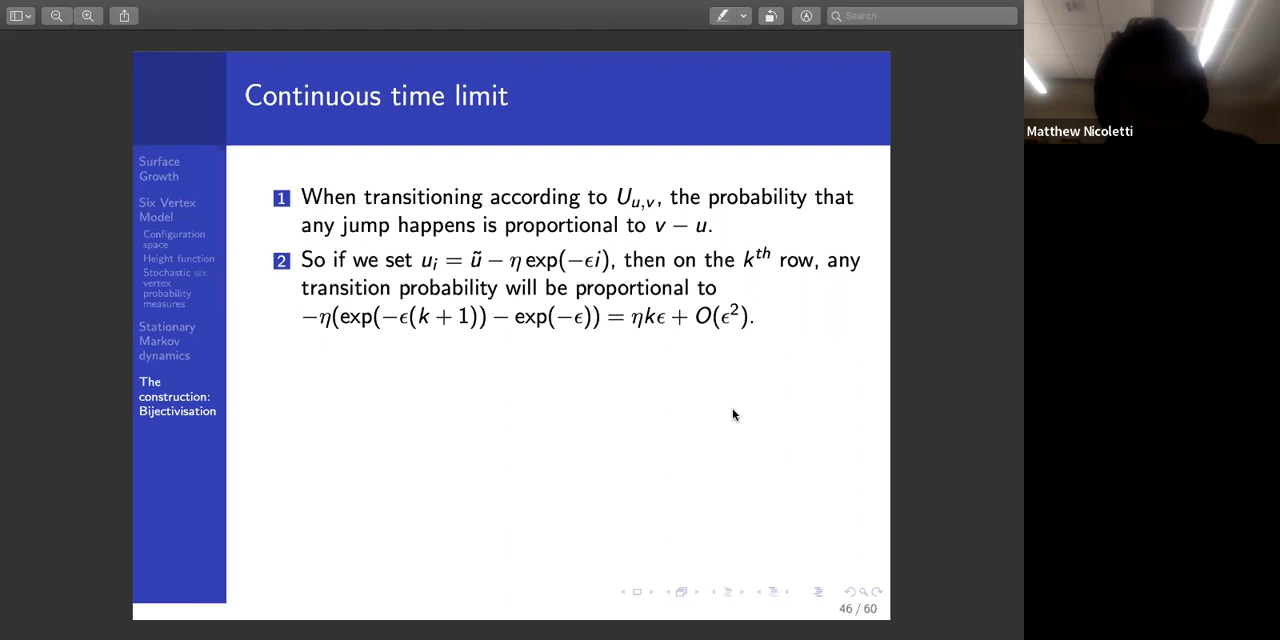 Search
Continuous time limit
Matthew Nicoletti
Surface
Growth
Six Vertex
Model
Configuration
space
Height function
Stochastic six
vertex
probability
measures
Stationary
Markov
dynamics
The
construction:
Bijectivisation
1 When transitioning according to U_{u,v}, the probability that
any jump happens is proportional to v − u.
2 So if we set u_i = ũ − η exp(−ϵi), then on the k^{th} row, any
transition probability will be proportional to
−η(exp(−ϵ(k + 1)) − exp(−ϵ)) = ηkϵ + O(ϵ²).
46 / 60